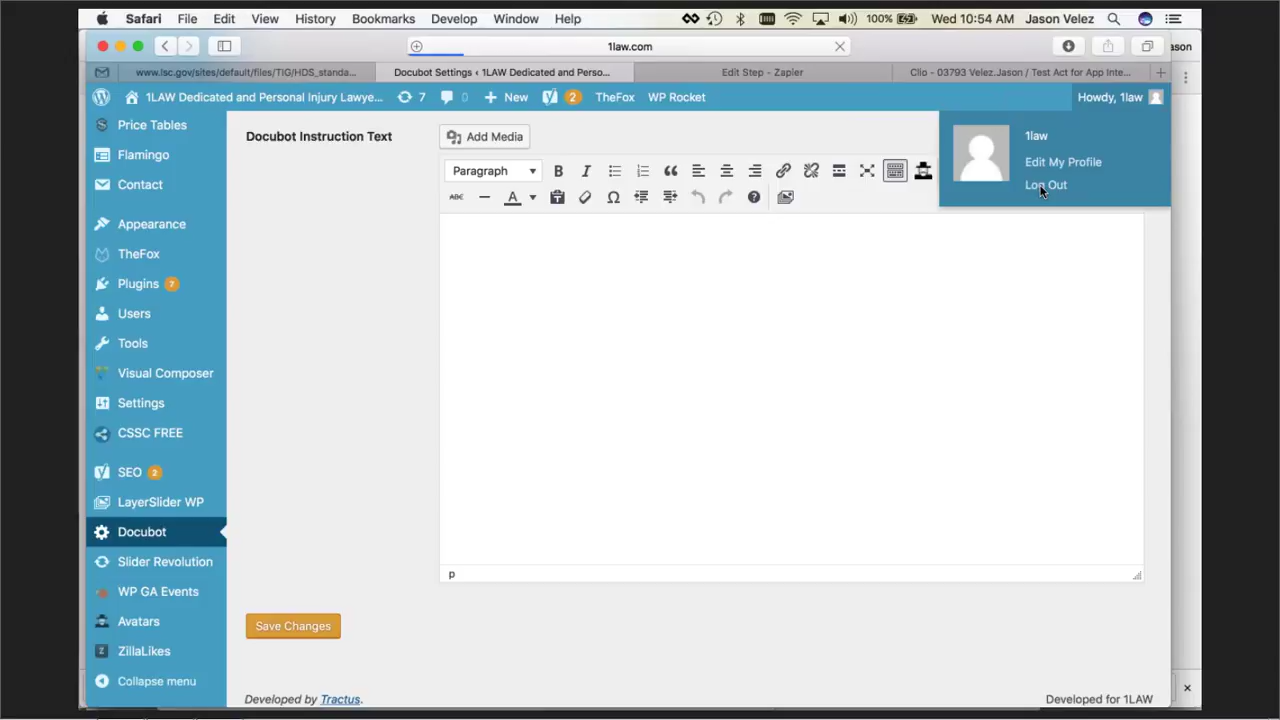 Safari File Edit View History Bookmarks Develop Window Help 100% Wed 10:54 AM Jason Velez
1law.com
ason
www.lsc.gov/sites/default/files/TIG/HDS_standa... Docubot Settings ‹ 1LAW Dedicated and Perso... Edit Step - Zapier Clio - 03793 Velez.Jason / Test Act for App Inte...
1LAW Dedicated and Personal Injury Lawye... 7 0 New 2 TheFox WP Rocket Howdy, 1law
1law
Edit My Profile
Log Out
Price Tables
Flamingo
Contact
Appearance
TheFox
Plugins 7
Users
Tools
Visual Composer
Settings
CSSC FREE
SEO 2
LayerSlider WP
Docubot
Slider Revolution
WP GA Events
Avatars
ZillaLikes
Collapse menu
Docubot Instruction Text
Add Media
Paragraph B I
ABC A Ω
p
Save Changes
Developed by Tractus. Developed for 1LAW